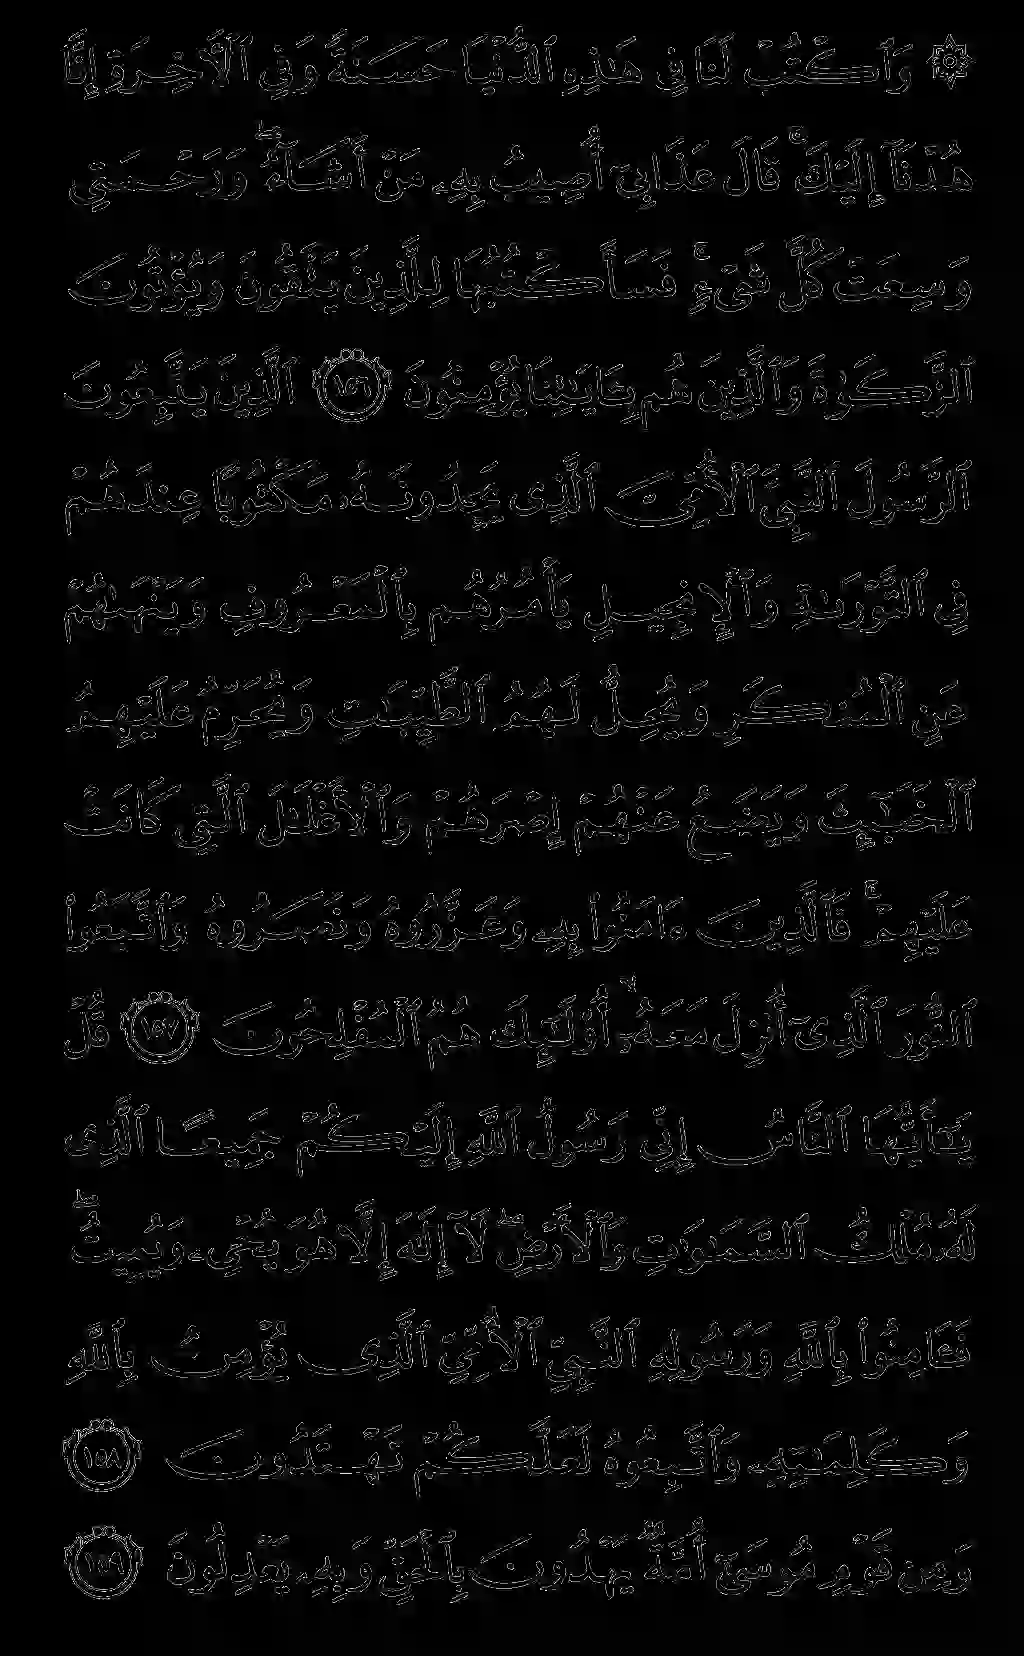 ۞ وَٱكۡتُبۡ لَنَا فِي هَٰذِهِ ٱلدُّنۡيَا حَسَنَةٗ وَفِي ٱلۡأٓخِرَةِ إِنَّا
هُدۡنَآ إِلَيۡكَۚ قَالَ عَذَابِيٓ أُصِيبُ بِهِۦ مَنۡ أَشَآءُۖ وَرَحۡمَتِي
وَسِعَتۡ كُلَّ شَيۡءٖۚ فَسَأَكۡتُبُهَا لِلَّذِينَ يَتَّقُونَ وَيُؤۡتُونَ
ٱلزَّكَوٰةَ وَٱلَّذِينَ هُم بِـَٔايَٰتِنَا يُؤۡمِنُونَ ١٥٦ ٱلَّذِينَ يَتَّبِعُونَ
ٱلرَّسُولَ ٱلنَّبِيَّ ٱلۡأُمِّيَّ ٱلَّذِي يَجِدُونَهُۥ مَكۡتُوبًا عِندَهُمۡ
فِي ٱلتَّوۡرَىٰةِ وَٱلۡإِنجِيلِ يَأۡمُرُهُم بِٱلۡمَعۡرُوفِ وَيَنۡهَىٰهُمۡ
عَنِ ٱلۡمُنكَرِ وَيُحِلُّ لَهُمُ ٱلطَّيِّبَٰتِ وَيُحَرِّمُ عَلَيۡهِمُ
ٱلۡخَبَٰٓئِثَ وَيَضَعُ عَنۡهُمۡ إِصۡرَهُمۡ وَٱلۡأَغۡلَٰلَ ٱلَّتِي كَانَتۡ
عَلَيۡهِمۡۚ فَٱلَّذِينَ ءَامَنُواْ بِهِۦ وَعَزَّرُوهُ وَنَصَرُوهُ وَٱتَّبَعُواْ
ٱلنُّورَ ٱلَّذِيٓ أُنزِلَ مَعَهُۥٓ أُوْلَٰٓئِكَ هُمُ ٱلۡمُفۡلِحُونَ ١٥٧ قُلۡ
يَٰٓأَيُّهَا ٱلنَّاسُ إِنِّي رَسُولُ ٱللَّهِ إِلَيۡكُمۡ جَمِيعًا ٱلَّذِي
لَهُۥ مُلۡكُ ٱلسَّمَٰوَٰتِ وَٱلۡأَرۡضِۖ لَآ إِلَٰهَ إِلَّا هُوَ يُحۡيِۦ وَيُمِيتُۖ
فَـَٔامِنُواْ بِٱللَّهِ وَرَسُولِهِ ٱلنَّبِيِّ ٱلۡأُمِّيِّ ٱلَّذِي يُؤۡمِنُ بِٱللَّهِ
وَكَلِمَٰتِهِۦ وَٱتَّبِعُوهُ لَعَلَّكُمۡ تَهۡتَدُونَ ١٥٨
وَمِن قَوۡمِ مُوسَىٰٓ أُمَّةٞ يَهۡدُونَ بِٱلۡحَقِّ وَبِهِۦ يَعۡدِلُونَ ١٥٩